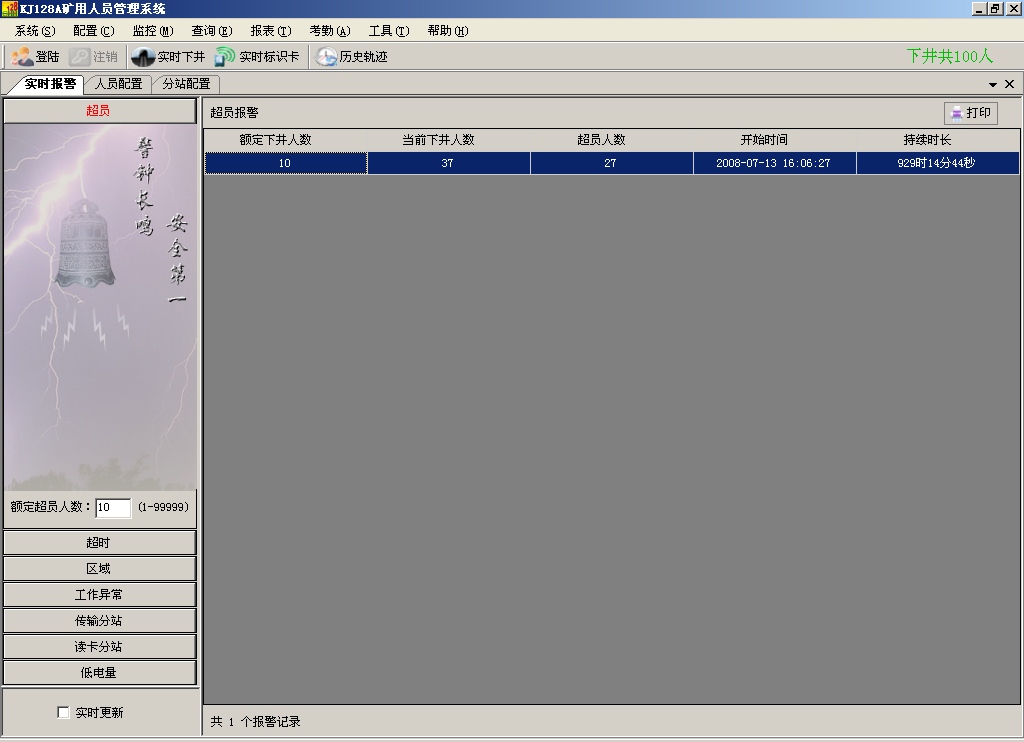 KJ128A矿用人员管理系统
系统(S) 配置(C) 监控(M) 查询(E) 报表(T) 考勤(A) 工具(T) 帮助(H)
登陆 注销 实时下井 实时标识卡 历史轨迹 下井共100人
实时报警 人员配置 分站配置
超员
警钟长鸣
安全第一
额定超员人数： 10 (1-99999)
超时
区域
工作异常
传输分站
读卡分站
低电量
实时更新
超员报警 打印
额定下井人数 当前下井人数 超员人数 开始时间 持续时长
10 37 27 2008-07-13 16:06:27 929时14分44秒
共 1 个报警记录